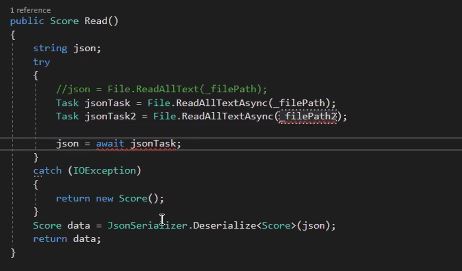 1 reference
public Score Read()
{
string json;
try
{
//json = File.ReadAllText(_filePath);
Task jsonTask = File.ReadAllTextAsync(_filePath);
Task jsonTask2 = File.ReadAllTextAsync(_filePath2);
json = await jsonTask;
}
catch (IOException)
{
return new Score();
}
Score data = JsonSerializer.Deserialize<Score>(json);
return data;
}